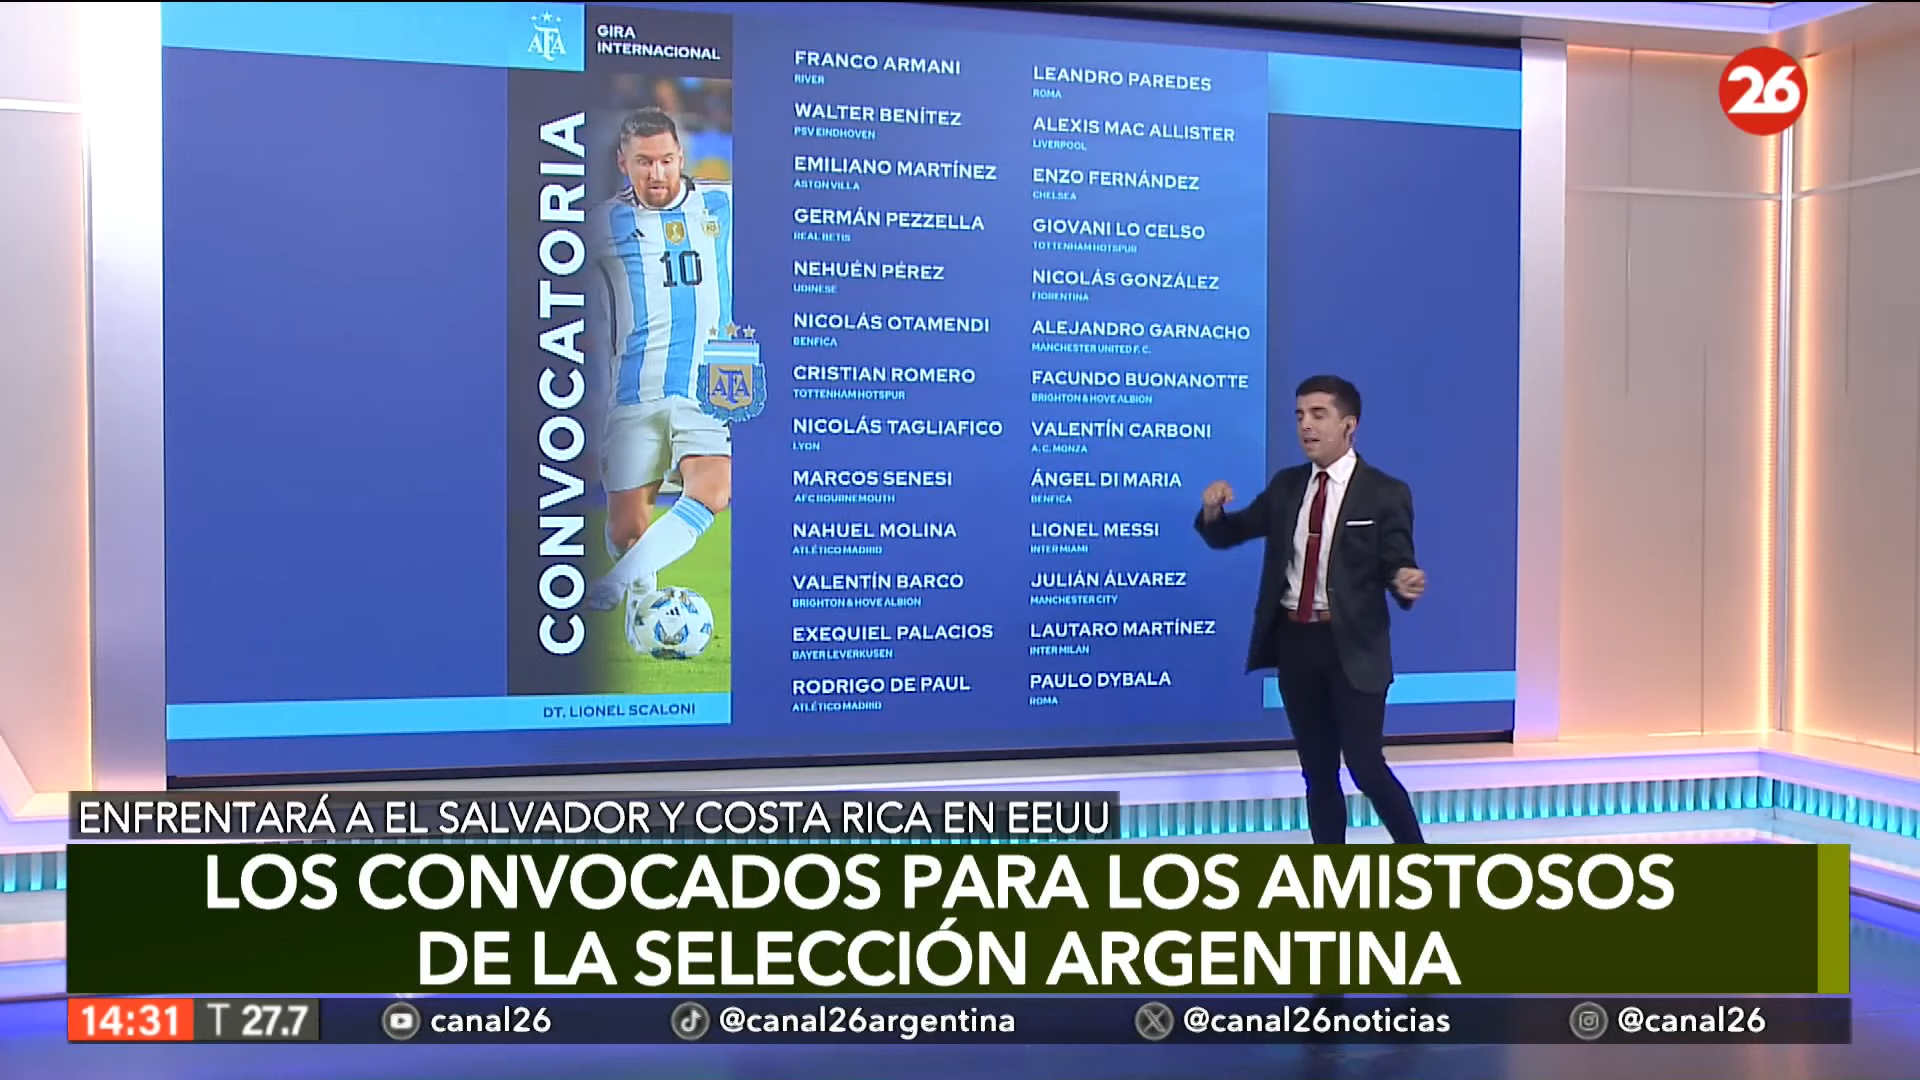 AFA
GIRA
INTERNACIONAL
CONVOCATORIA
10
AFA
DT. LIONEL SCALONI
FRANCO ARMANI
RIVER
WALTER BENÍTEZ
PSV EINDHOVEN
EMILIANO MARTÍNEZ
ASTON VILLA
GERMÁN PEZZELLA
REAL BETIS
NEHUÉN PÉREZ
UDINESE
NICOLÁS OTAMENDI
BENFICA
CRISTIAN ROMERO
TOTTENHAM HOTSPUR
NICOLÁS TAGLIAFICO
LYON
MARCOS SENESI
AFC BOURNEMOUTH
NAHUEL MOLINA
ATLÉTICO MADRID
VALENTÍN BARCO
BRIGHTON & HOVE ALBION
EXEQUIEL PALACIOS
BAYER LEVERKUSEN
RODRIGO DE PAUL
ATLÉTICO MADRID
LEANDRO PAREDES
ROMA
ALEXIS MAC ALLISTER
LIVERPOOL
ENZO FERNÁNDEZ
CHELSEA
GIOVANI LO CELSO
TOTTENHAM HOTSPUR
NICOLÁS GONZÁLEZ
FIORENTINA
ALEJANDRO GARNACHO
MANCHESTER UNITED F. C.
FACUNDO BUONANOTTE
BRIGHTON & HOVE ALBION
VALENTÍN CARBONI
A. C. MONZA
ÁNGEL DI MARIA
BENFICA
LIONEL MESSI
INTER MIAMI
JULIÁN ÁLVAREZ
MANCHESTER CITY
LAUTARO MARTÍNEZ
INTER MILAN
PAULO DYBALA
ROMA
26
ENFRENTARÁ A EL SALVADOR Y COSTA RICA EN EEUU
LOS CONVOCADOS PARA LOS AMISTOSOS
DE LA SELECCIÓN ARGENTINA
14:31 T 27.7 canal26 @canal26argentina @canal26noticias @canal26